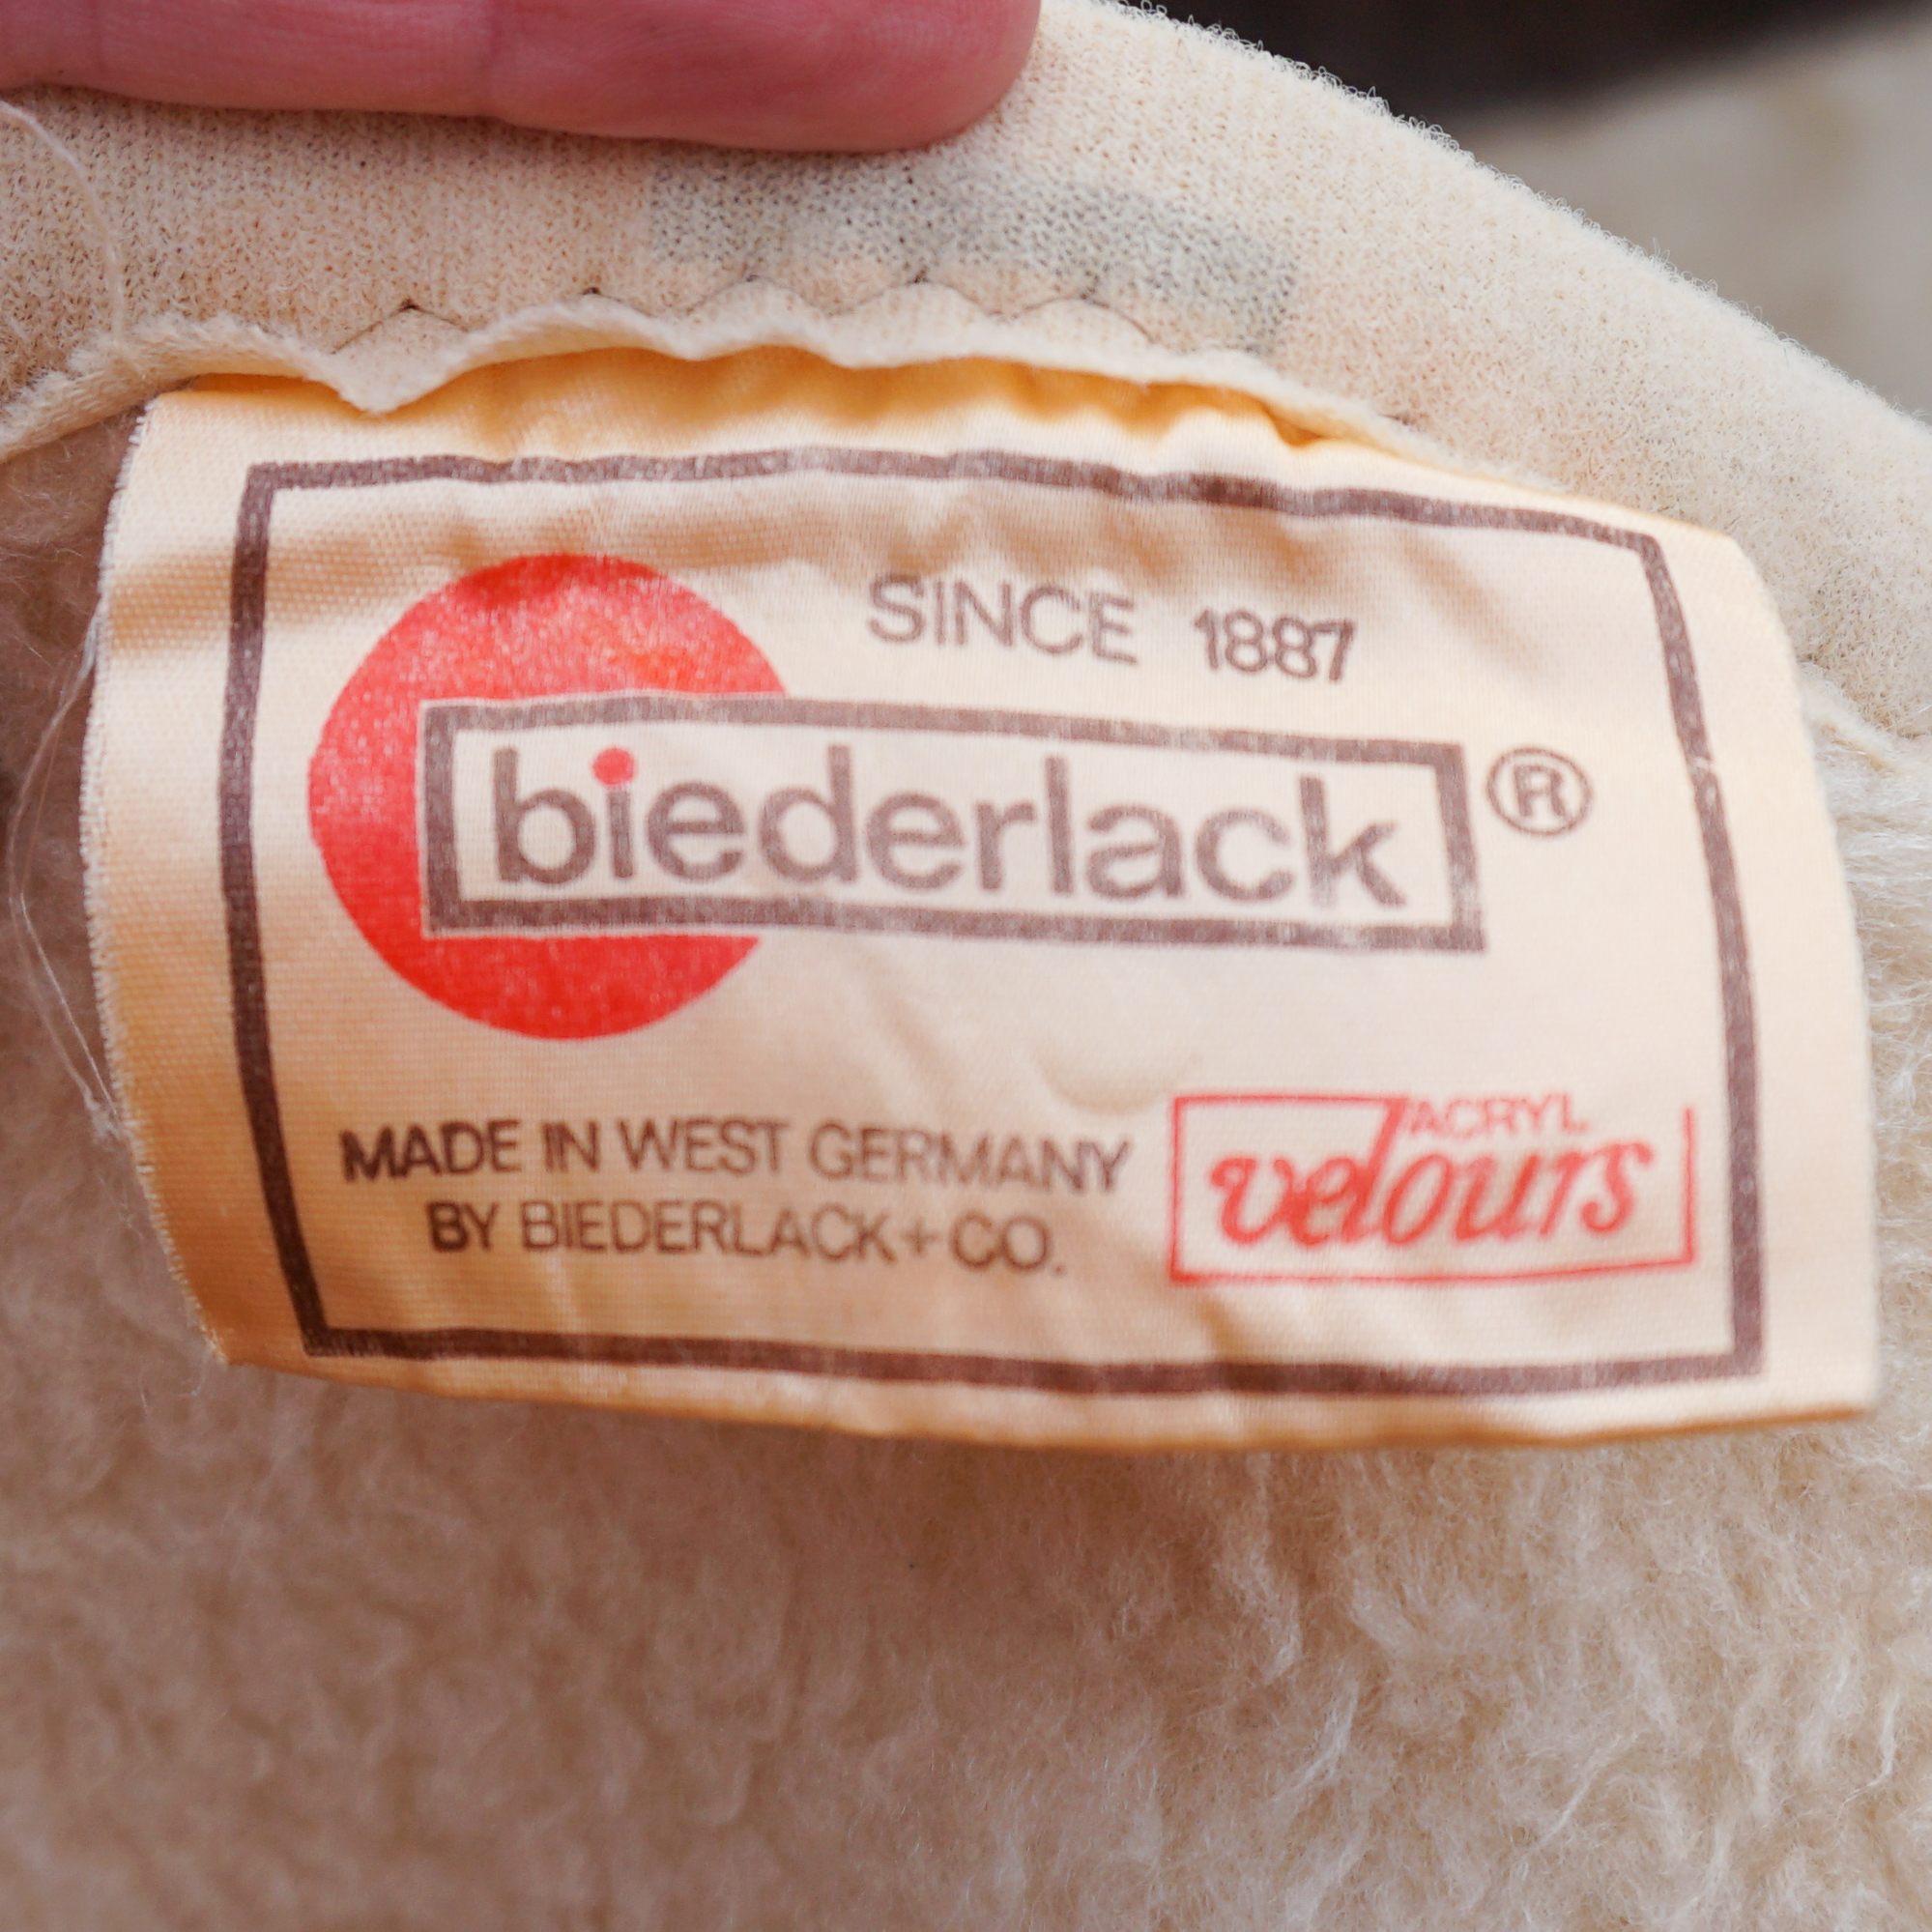 SINCE 1887
biederlack ®
MADE IN WEST GERMANY
BY BIEDERLACK+CO.
ACRYL
velours